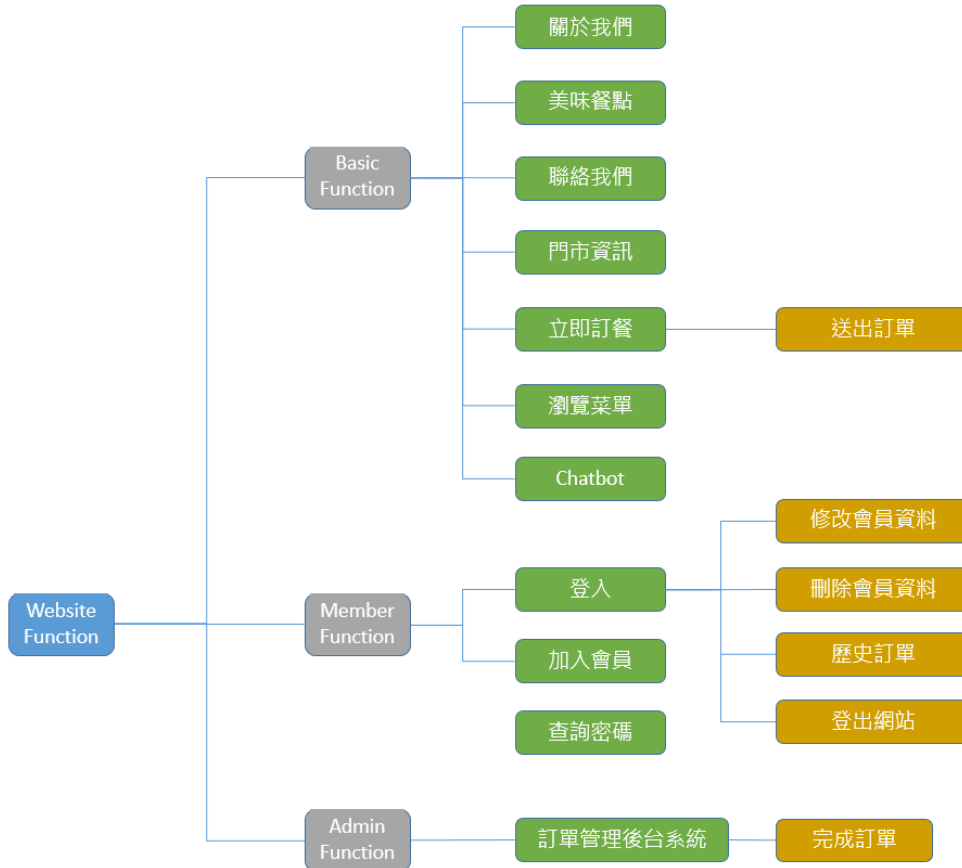 關於我們
美味餐點
Basic
Function
聯絡我們
門市資訊
立即訂餐
送出訂單
瀏覽菜單
Chatbot
修改會員資料
Website
Function
Member
Function
登入
刪除會員資料
加入會員
歷史訂單
查詢密碼
登出網站
Admin
Function
訂單管理後台系統
完成訂單